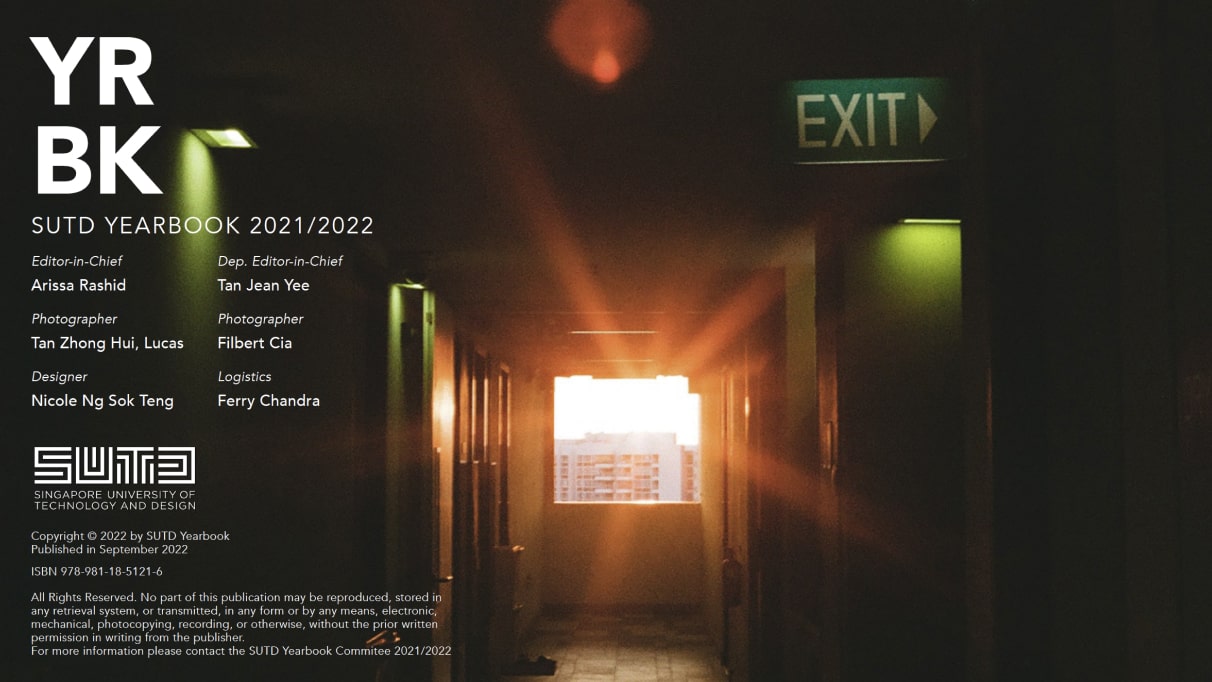 YR
BK
SUTD YEARBOOK 2021/2022
Editor-in-Chief
Arissa Rashid
Dep. Editor-in-Chief
Tan Jean Yee
Photographer
Tan Zhong Hui, Lucas
Photographer
Filbert Cia
Designer
Nicole Ng Sok Teng
Logistics
Ferry Chandra
SUTD
SINGAPORE UNIVERSITY OF
TECHNOLOGY AND DESIGN
Copyright © 2022 by SUTD Yearbook
Published in September 2022
ISBN 978-981-18-5121-6
All Rights Reserved. No part of this publication may be reproduced, stored in
any retrieval system, or transmitted, in any form or by any means, electronic,
mechanical, photocopying, recording, or otherwise, without the prior written
permission in writing from the publisher.
For more information please contact the SUTD Yearbook Commitee 2021/2022
EXIT